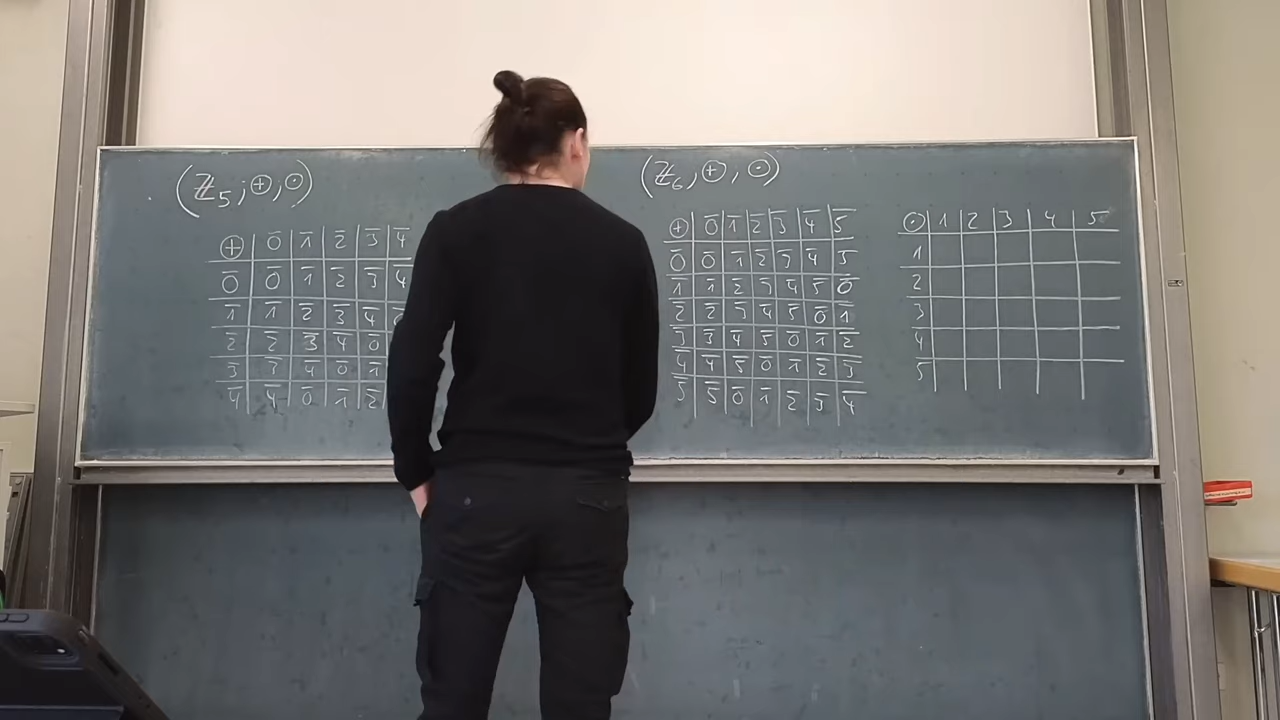 (ℤ₅,⊕,⊙)
⊕ 0̅ 1̅ 2̅ 3̅ 4̅
0̅ 0̅ 1̅ 2̅ 3̅ 4̅
1̅ 1̅ 2̅ 3̅ 4̅ 0̅
2̅ 2̅ 3̅ 4̅ 0̅
3̅ 3̅ 4̅ 0̅ 1̅
4̅ 4̅ 0̅ 1̅ 2̅
(ℤ₆,⊕,⊙)
⊕ 0̅ 1̅ 2̅ 3̅ 4̅ 5̅
0̅ 0̅ 1̅ 2̅ 3̅ 4̅ 5̅
1̅ 1̅ 2̅ 3̅ 4̅ 5̅ 0̅
2̅ 2̅ 3̅ 4̅ 5̅ 0̅ 1̅
3̅ 3̅ 4̅ 5̅ 0̅ 1̅ 2̅
4̅ 4̅ 5̅ 0̅ 1̅ 2̅ 3̅
5̅ 5̅ 0̅ 1̅ 2̅ 3̅ 4̅
⊙ 1 2 3 4 5
1
2
3
4
5